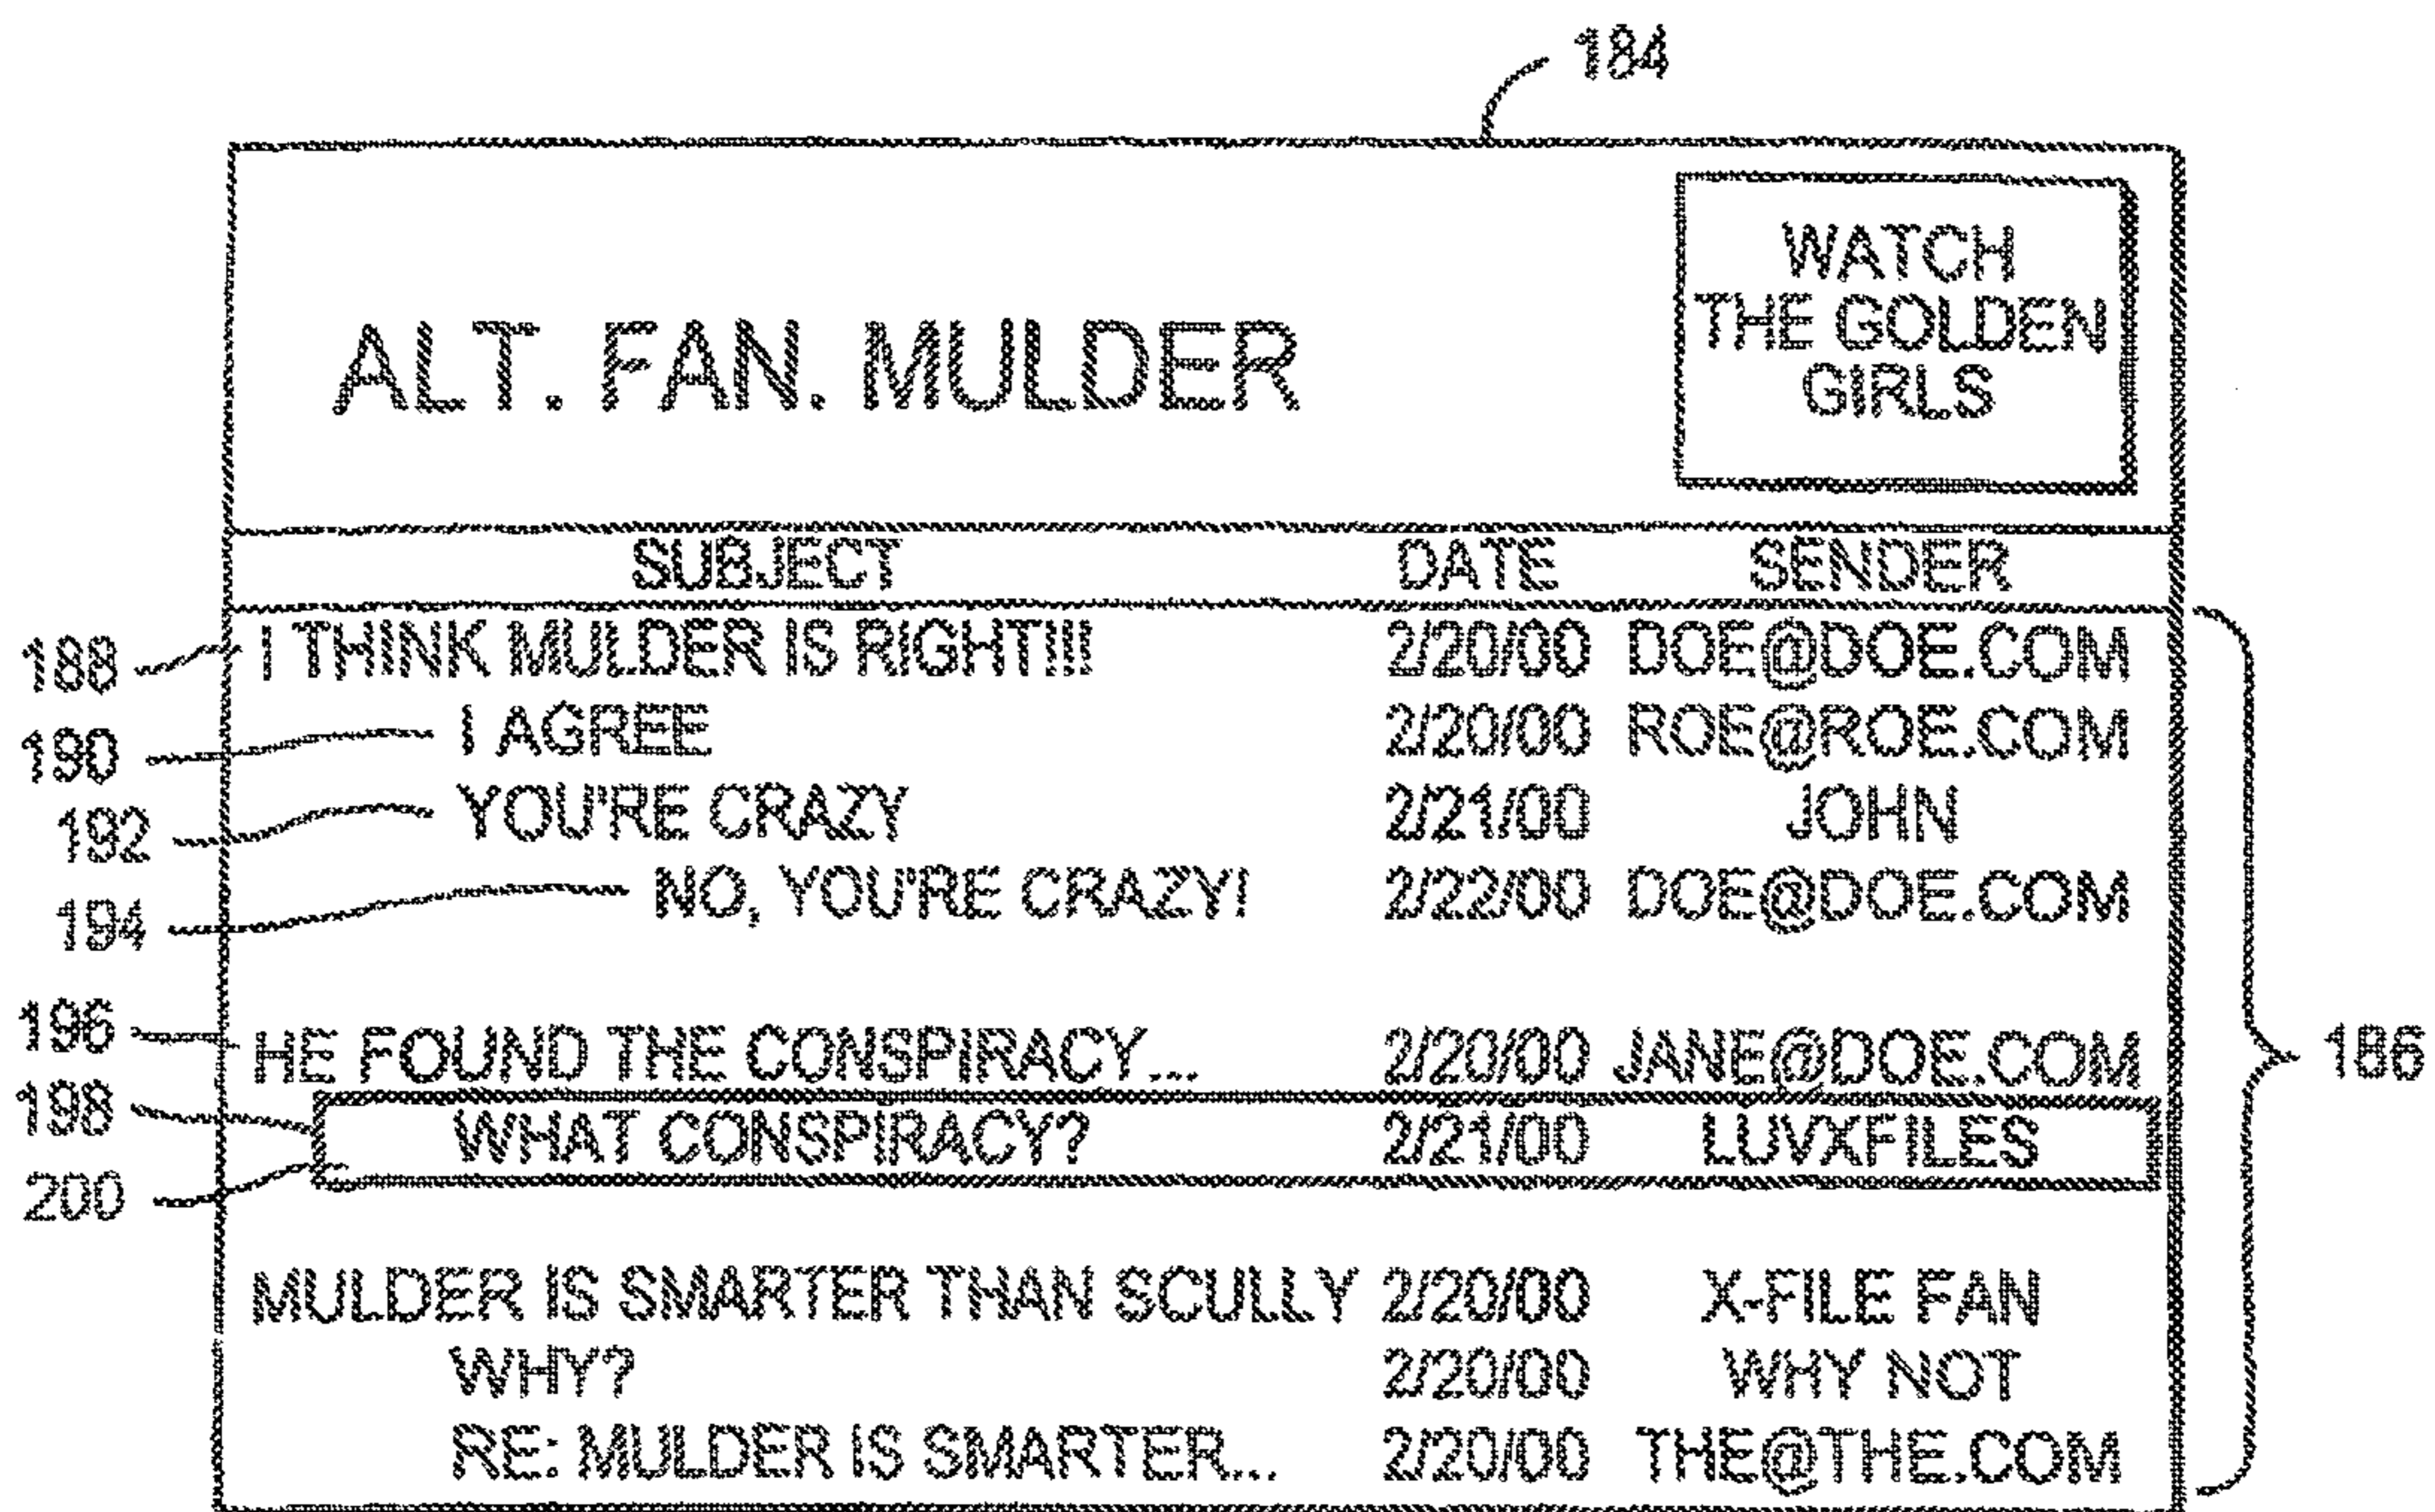 184
WATCH
THE GOLDEN
GIRLS
ALT. FAN. MULDER
SUBJECT DATE SENDER
188 I THINK MULDER IS RIGHT!!! 2/20/00 DOE@DOE.COM
190 I AGREE 2/20/00 ROE@ROE.COM
192 YOU'RE CRAZY 2/21/00 JOHN
194 NO, YOU'RE CRAZY! 2/22/00 DOE@DOE.COM
196 HE FOUND THE CONSPIRACY... 2/20/00 JANE@DOE.COM
186
198 WHAT CONSPIRACY? 2/21/00 LUVXFILES
200
MULDER IS SMARTER THAN SCULLY 2/20/00 X-FILE FAN
WHY? 2/20/00 WHY NOT
RE: MULDER IS SMARTER... 2/20/00 THE@THE.COM